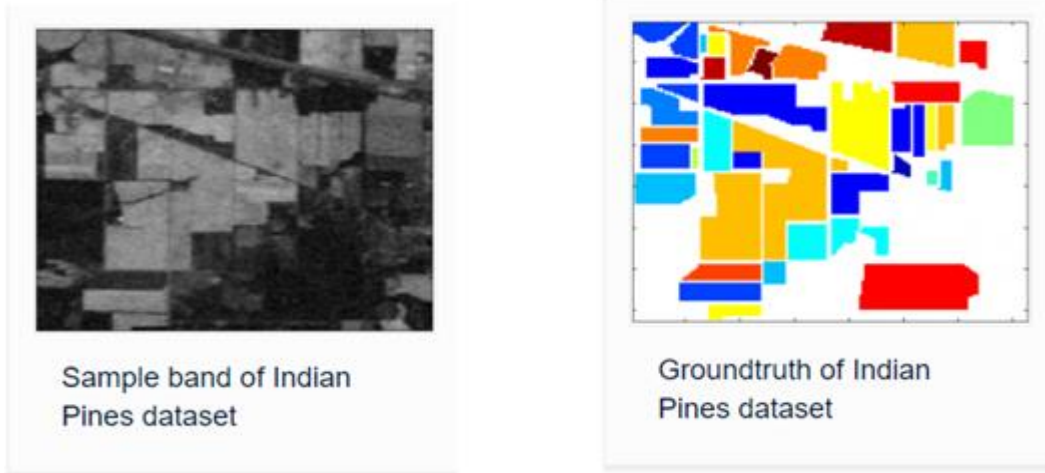 Sample band of Indian
Pines dataset
Groundtruth of Indian
Pines dataset